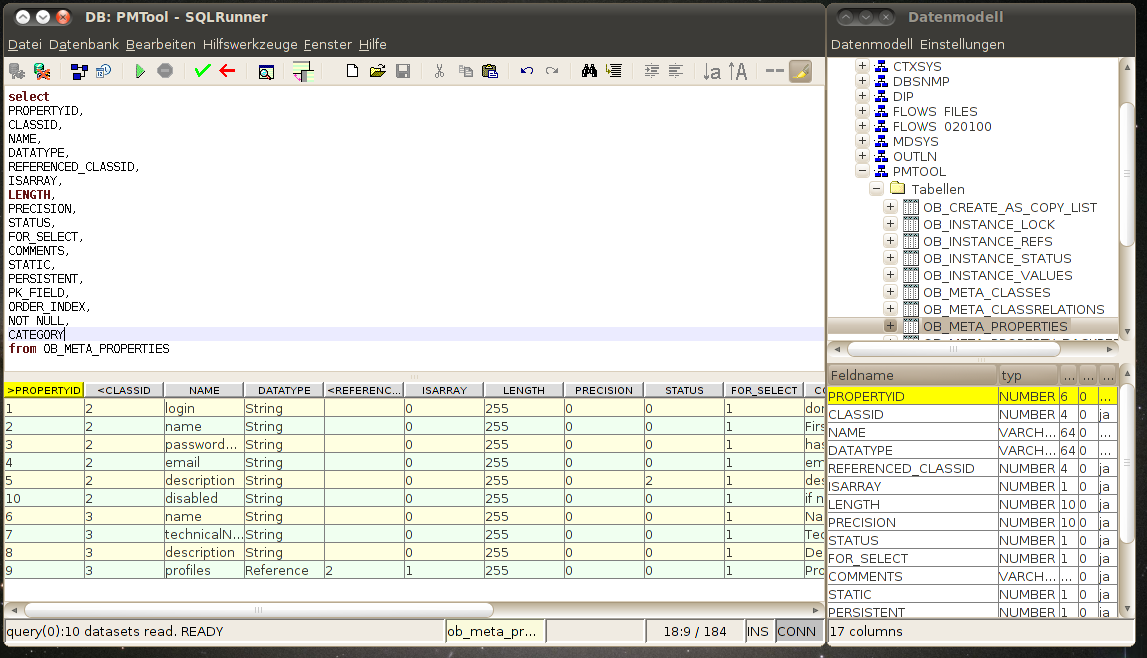 DB: PMTool - SQLRunner
Datei Datenbank Bearbeiten Hilfswerkzeuge Fenster Hilfe
select
PROPERTYID,
CLASSID,
NAME,
DATATYPE,
REFERENCED_CLASSID,
ISARRAY,
LENGTH,
PRECISION,
STATUS,
FOR_SELECT,
COMMENTS,
STATIC,
PERSISTENT,
PK_FIELD,
ORDER_INDEX,
NOT NULL,
CATEGORY
from OB_META_PROPERTIES
>PROPERTYID <CLASSID NAME DATATYPE <REFERENC... ISARRAY LENGTH PRECISION STATUS FOR_SELECT CO
1 2 login String 0 255 0 0 1 dor
2 2 name String 0 255 0 0 1 Firs
3 2 password... String 0 255 0 0 1 has
4 2 email String 0 255 0 0 1 em
5 2 description String 0 255 0 2 1 des
10 2 disabled String 0 255 0 0 1 if n
6 3 name String 0 255 0 0 1 Na
7 3 technicalN... String 0 255 0 0 1 Tec
8 3 description String 0 255 0 0 1 De
9 3 profiles Reference 2 1 255 0 0 1 Pro
query(0):10 datasets read. READY ob_meta_pr... 18:9 / 184 INS CONN
Datenmodell
Datenmodell Einstellungen
CTXSYS
DBSNMP
DIP
FLOWS_FILES
FLOWS_020100
MDSYS
OUTLN
PMTOOL
Tabellen
OB_CREATE_AS_COPY_LIST
OB_INSTANCE_LOCK
OB_INSTANCE_REFS
OB_INSTANCE_STATUS
OB_INSTANCE_VALUES
OB_META_CLASSES
OB_META_CLASSRELATIONS
OB_META_PROPERTIES
Feldname typ ... ... ...
PROPERTYID NUMBER 6 0 ...
CLASSID NUMBER 4 0 ja
NAME VARCH... 64 0 ...
DATATYPE VARCH... 64 0 ...
REFERENCED_CLASSID NUMBER 4 0 ja
ISARRAY NUMBER 1 0 ja
LENGTH NUMBER 10 0 ja
PRECISION NUMBER 10 0 ja
STATUS NUMBER 1 0 ja
FOR_SELECT NUMBER 1 0 ja
COMMENTS VARCH... ... 0 ja
STATIC NUMBER 1 0 ja
PERSISTENT NUMBER 1 0 ja
17 columns